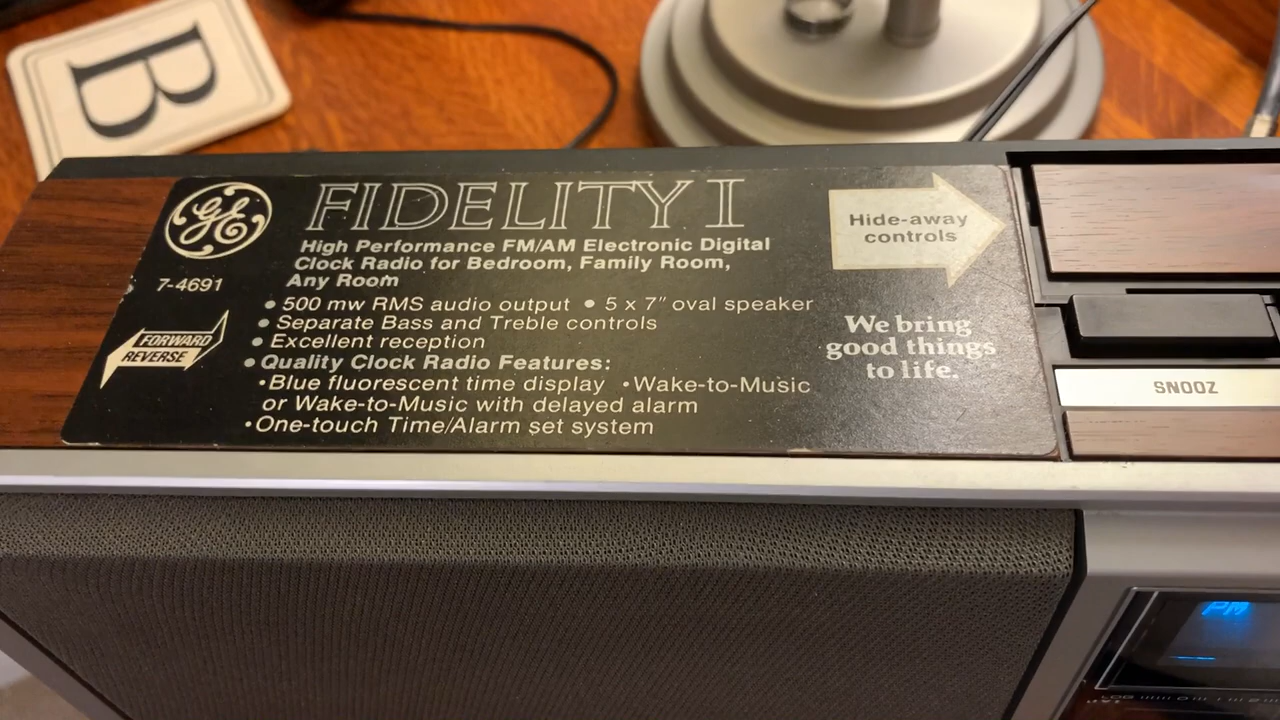 B
GE
FIDELITY I
High Performance FM/AM Electronic Digital
Clock Radio for Bedroom, Family Room,
Any Room
7-4691
• 500 mw RMS audio output • 5 x 7" oval speaker
• Separate Bass and Treble controls
• Excellent reception
• Quality Clock Radio Features:
• Blue fluorescent time display • Wake-to-Music
or Wake-to-Music with delayed alarm
• One-touch Time/Alarm set system
FORWARD
REVERSE
Hide-away
controls
We bring
good things
to life.
SNOOZ
PM